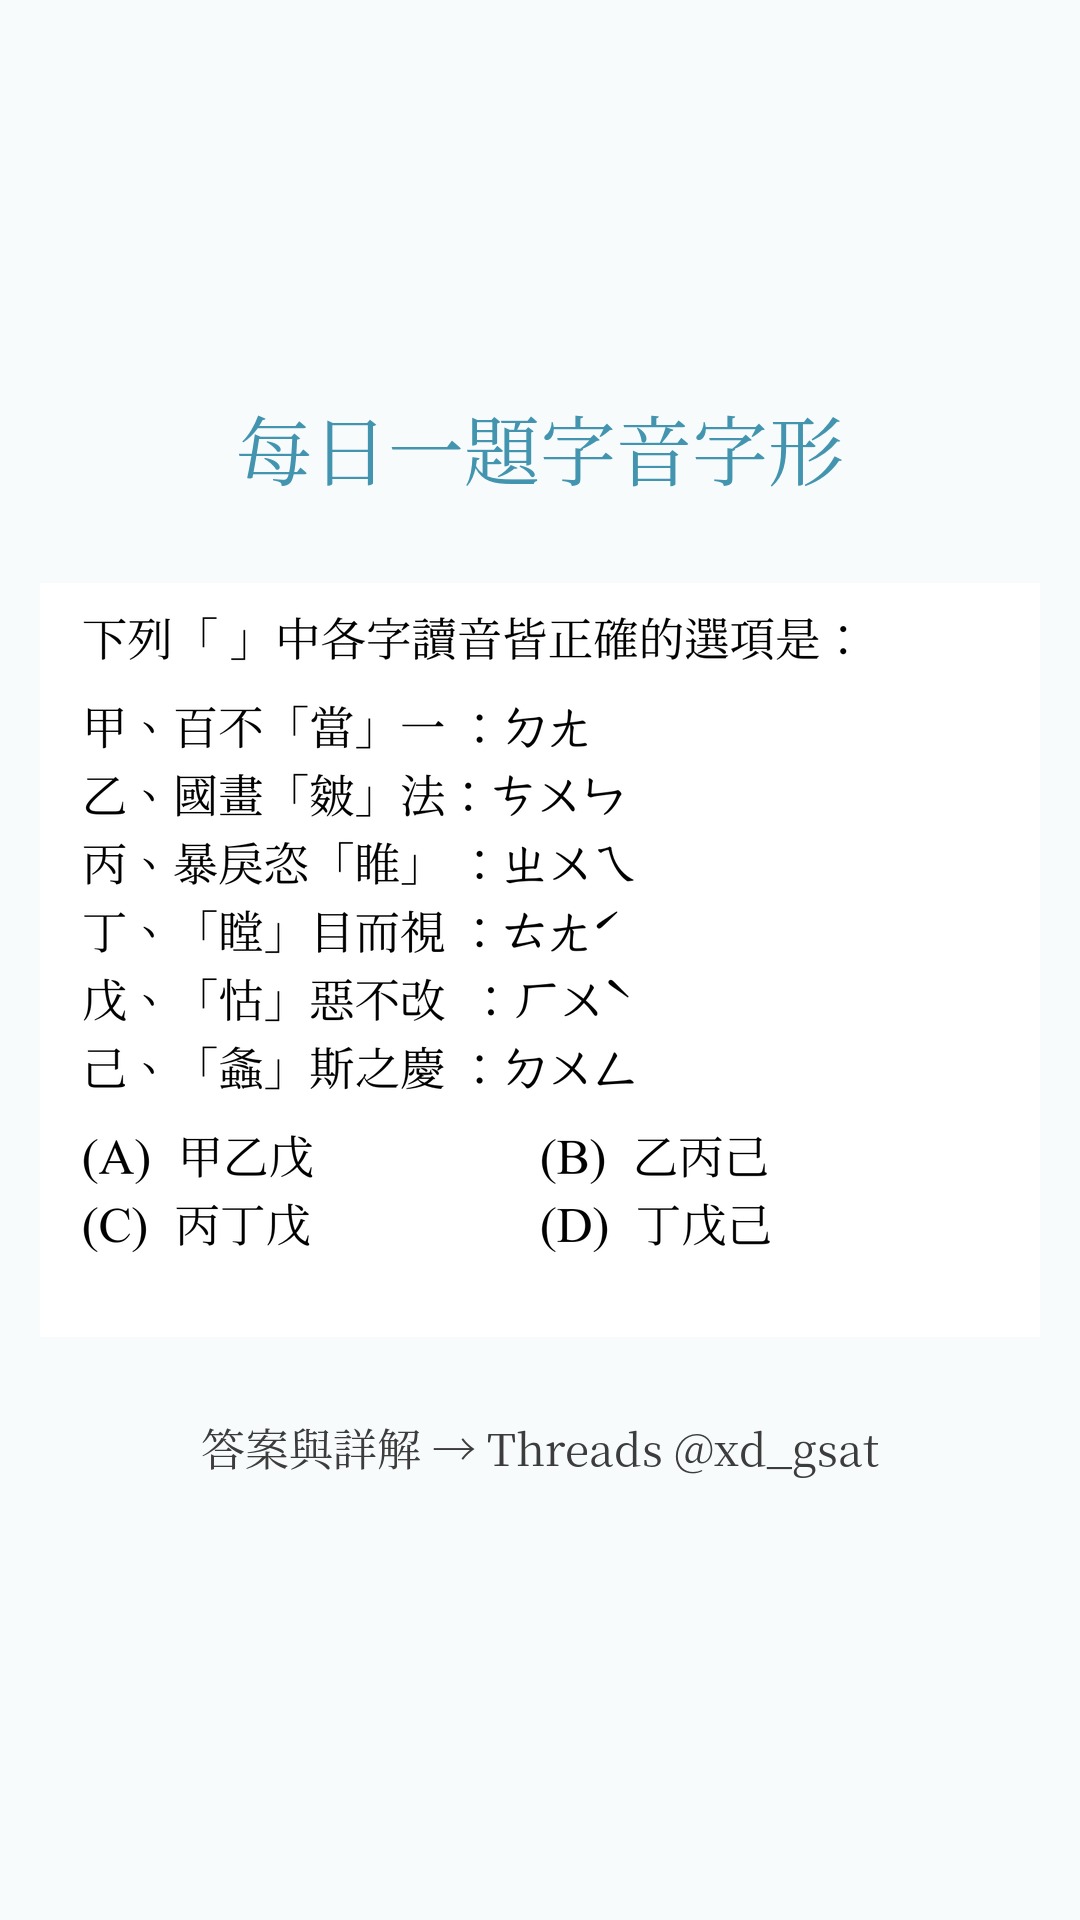 每日一題字音字形
下列「 」中各字讀音皆正確的選項是：
甲、百不「當」一 ：ㄉㄤ
乙、國畫「皴」法：ㄘㄨㄣ
丙、暴戾恣「睢」 ：ㄓㄨㄟ
丁、「瞠」目而視 ：ㄊㄤˊ
戊、「怙」惡不改 ：ㄏㄨˋ
己、「螽」斯之慶 ：ㄉㄨㄥ
(A) 甲乙戊 (B) 乙丙己
(C) 丙丁戊 (D) 丁戊己
答案與詳解 → Threads @xd_gsat